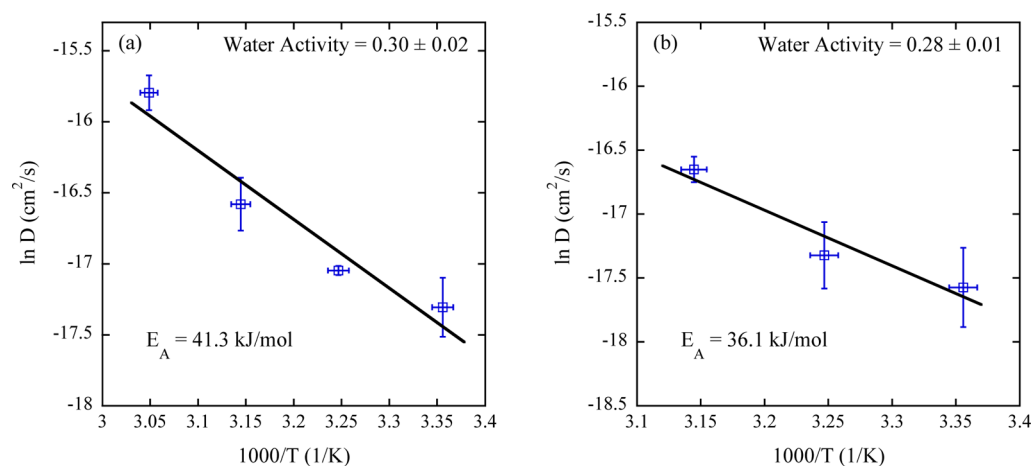 (a)
Water Activity = 0.30 ± 0.02
-15.5
-16
-16.5
-17
-17.5
-18
ln D (cm²/s)
E_A = 41.3 kJ/mol
3 3.05 3.1 3.15 3.2 3.25 3.3 3.35 3.4
1000/T (1/K)
(b)
Water Activity = 0.28 ± 0.01
-15.5
-16
-16.5
-17
-17.5
-18
-18.5
ln D (cm²/s)
E_A = 36.1 kJ/mol
3.1 3.15 3.2 3.25 3.3 3.35 3.4
1000/T (1/K)